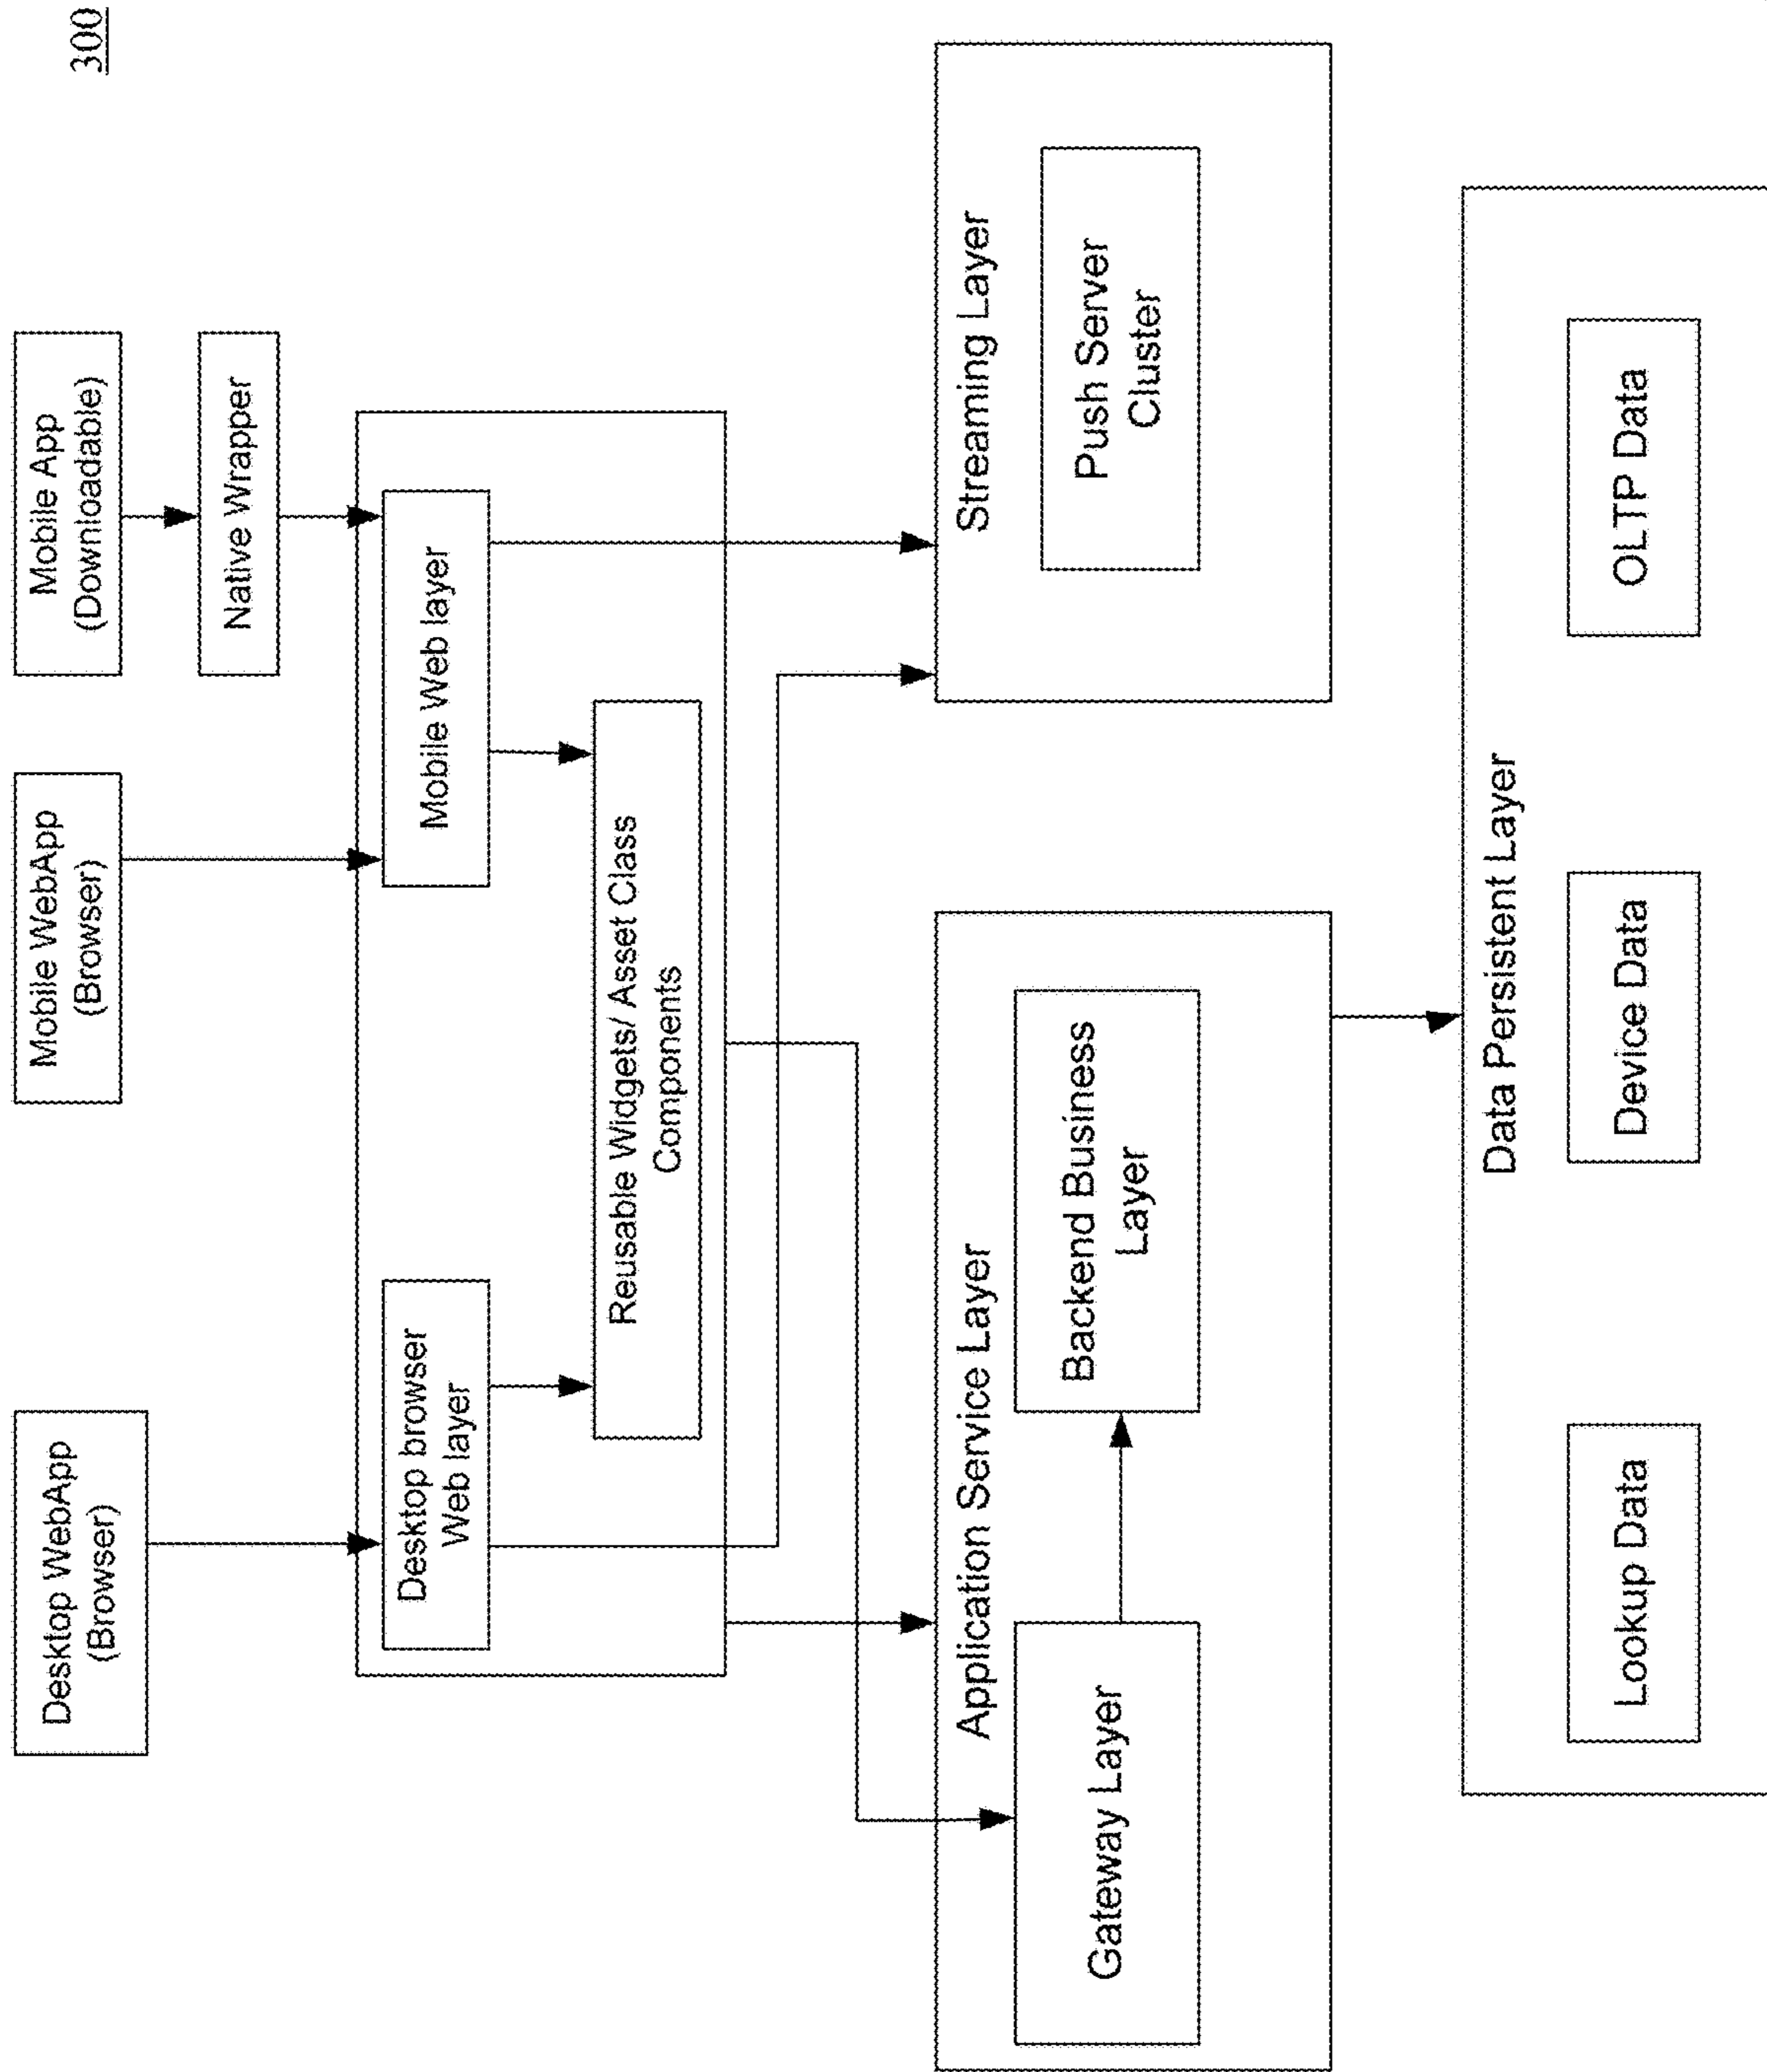 300
Desktop WebApp
(Browser)
Mobile WebApp
(Browser)
Mobile App
(Downloadable)
Native Wrapper
Desktop browser
Web layer
Mobile Web layer
Reusable Widgets/ Asset Class
Components
Application Service Layer
Gateway Layer
Backend Business
Layer
Streaming Layer
Push Server
Cluster
Data Persistent Layer
Lookup Data
Device Data
OLTP Data